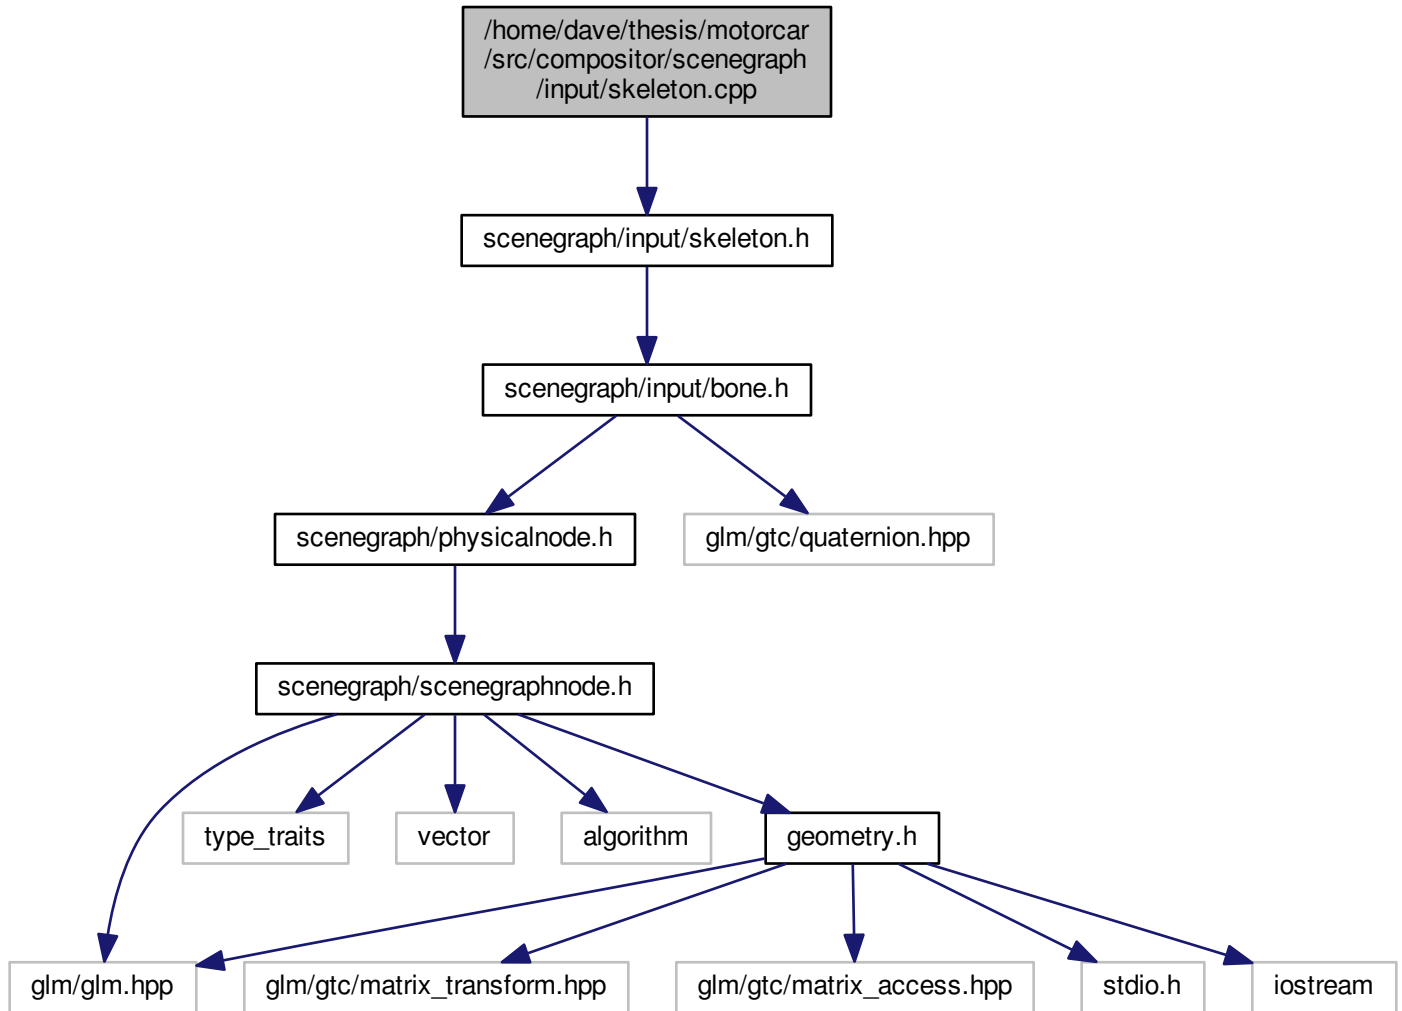 /home/dave/thesis/motorcar
/src/compositor/scenegraph
/input/skeleton.cpp
scenegraph/input/skeleton.h
scenegraph/input/bone.h
scenegraph/physicalnode.h
glm/gtc/quaternion.hpp
scenegraph/scenegraphnode.h
type_traits
vector
algorithm
geometry.h
glm/glm.hpp
glm/gtc/matrix_transform.hpp
glm/gtc/matrix_access.hpp
stdio.h
iostream